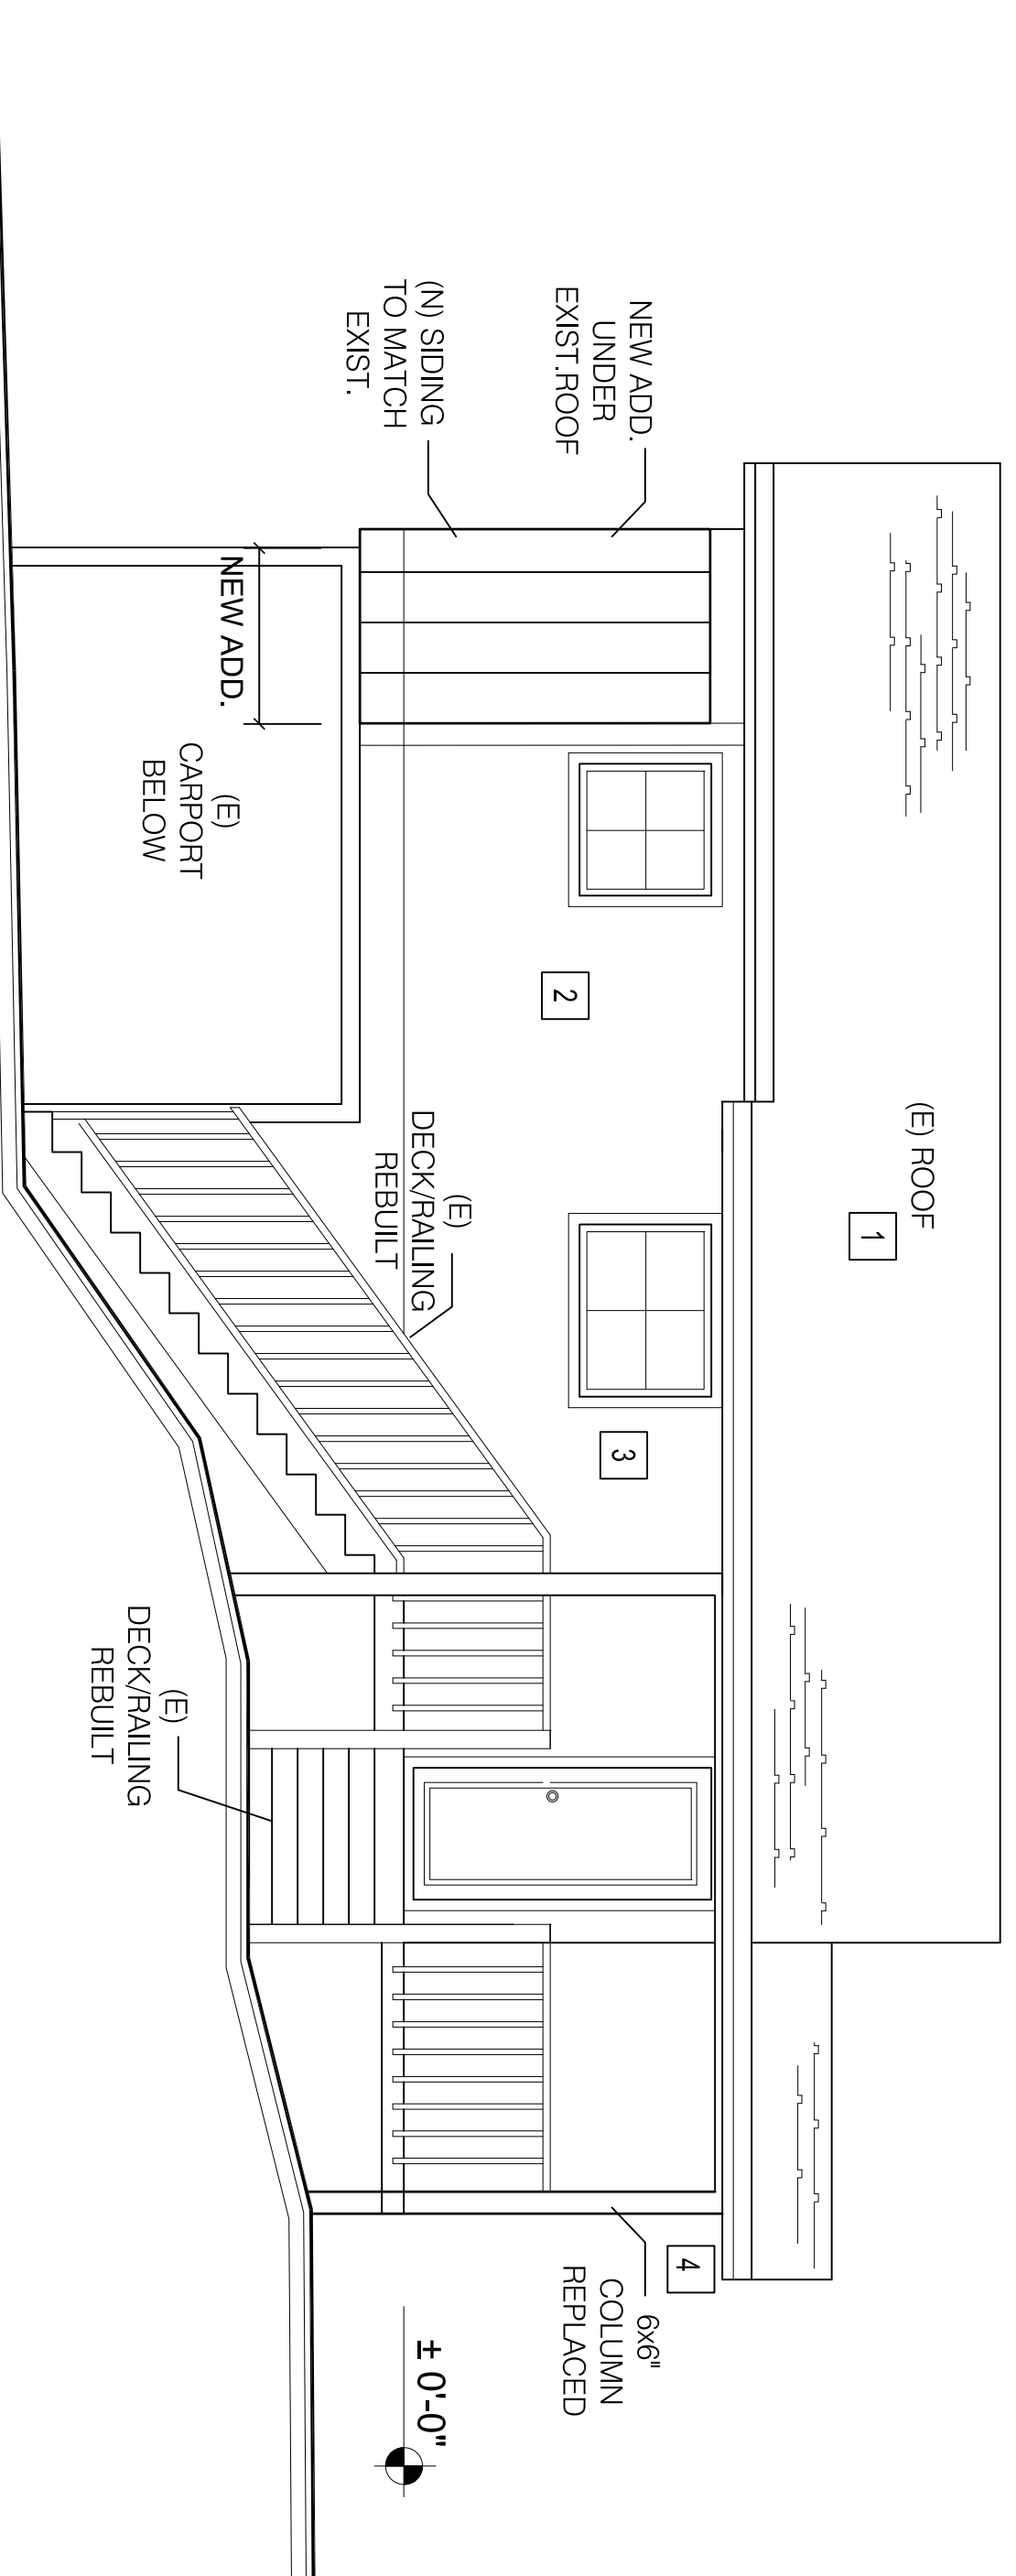 (E) ROOF
1
NEW ADD.
UNDER
EXIST.ROOF
(N) SIDING
TO MATCH
EXIST.
2
3
4
6x6"
COLUMN
REPLACED
(E)
DECK/RAILING
REBUILT
± 0'-0"
NEW ADD.
(E)
CARPORT
BELOW
(E)
DECK/RAILING
REBUILT